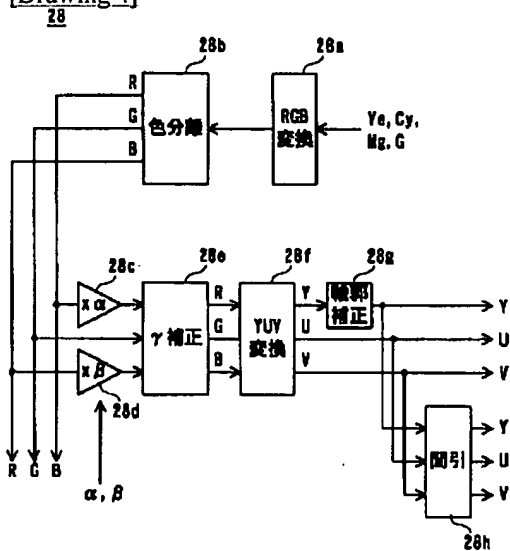 [Drawing 4]
28
28b
28a
R
G
B
色分離
RGB
変換
Ye, Cy,
Mg, G
28c
28e
28f
28g
×α
γ補正
R
G
B
YUV
変換
Y
U
V
輪郭
補正
Y
U
V
×β
28d
間引
Y
U
V
R G B
α, β
28h